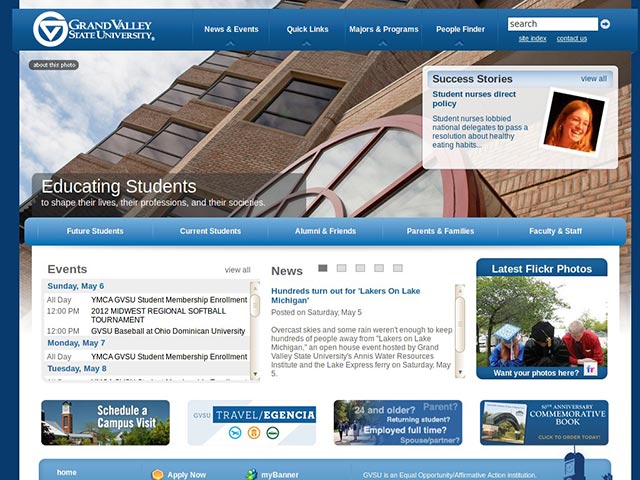 GRAND VALLEY
STATE UNIVERSITY®
News & Events
Quick Links
Majors & Programs
People Finder
search
site index
contact us
about this photo
Success Stories
view all
Student nurses direct
policy
Student nurses lobbied
national delegates to pass a
resolution about healthy
eating habits...
Educating Students
to shape their lives, their professions, and their societies.
Future Students
Current Students
Alumni & Friends
Parents & Families
Faculty & Staff
Events
view all
Sunday, May 6
All Day YMCA GVSU Student Membership Enrollment
12:00 PM 2012 MIDWEST REGIONAL SOFTBALL
TOURNAMENT
12:00 PM GVSU Baseball at Ohio Dominican University
Monday, May 7
All Day YMCA GVSU Student Membership Enrollment
Tuesday, May 8
All Day YMCA GVSU Student Membership Enrollment
News
Hundreds turn out for 'Lakers On Lake
Michigan'
Posted on Saturday, May 5
Overcast skies and some rain weren't enough to keep
hundreds of people away from "Lakers on Lake
Michigan," an open house event hosted by Grand
Valley State University's Annis Water Resources
Institute and the Lake Express ferry on Saturday, May
5.
Latest Flickr Photos
Want your photos here?
Schedule a
Campus Visit
GVSU TRAVEL/EGENCIA
24 and older? Parent?
Returning student?
Employed full time?
Spouse/partner?
50TH ANNIVERSARY
COMMEMORATIVE
BOOK
CLICK TO ORDER TODAY!
home
Apply Now
myBanner
GVSU is an Equal Opportunity/Affirmative Action institution.